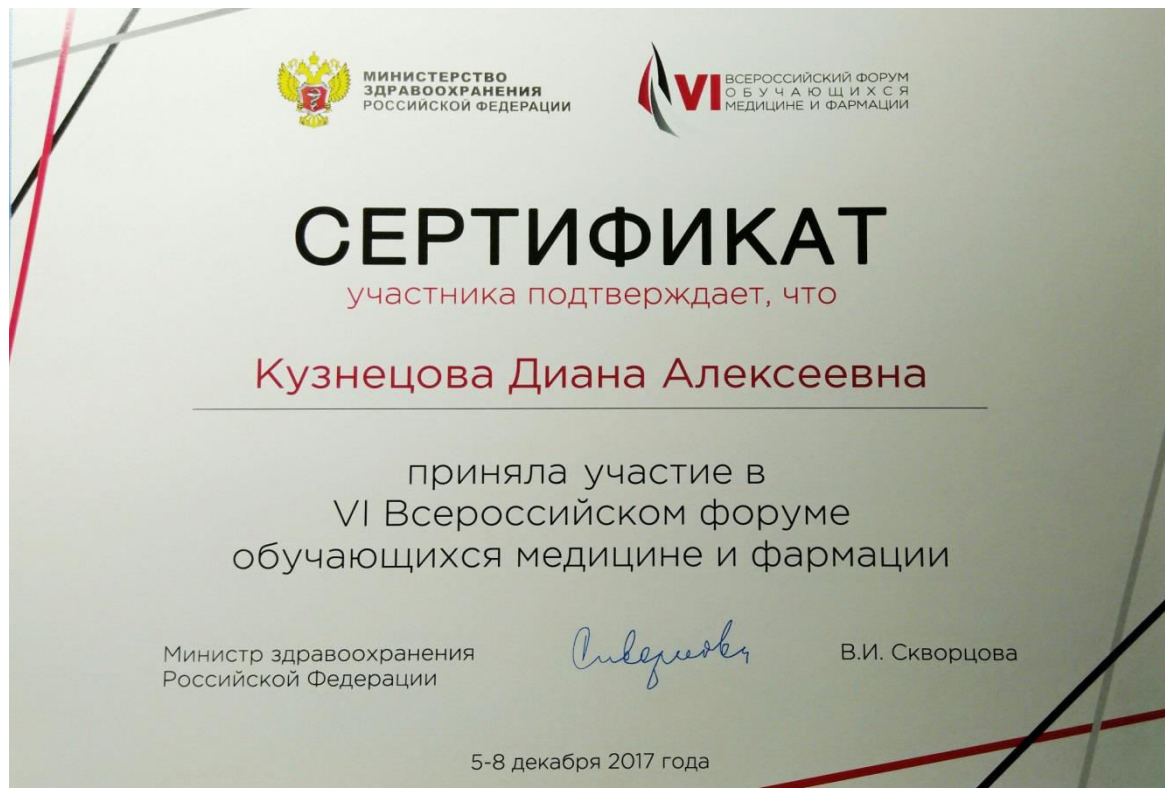 МИНИСТЕРСТВО
ЗДРАВООХРАНЕНИЯ
РОССИЙСКОЙ ФЕДЕРАЦИИ
VI ВСЕРОССИЙСКИЙ ФОРУМ
ОБУЧАЮЩИХСЯ
МЕДИЦИНЕ И ФАРМАЦИИ
СЕРТИФИКАТ
участника подтверждает, что
Кузнецова Диана Алексеевна
приняла участие в
VI Всероссийском форуме
обучающихся медицине и фармации
Министр здравоохранения
Российской Федерации
В.И. Скворцова
5-8 декабря 2017 года